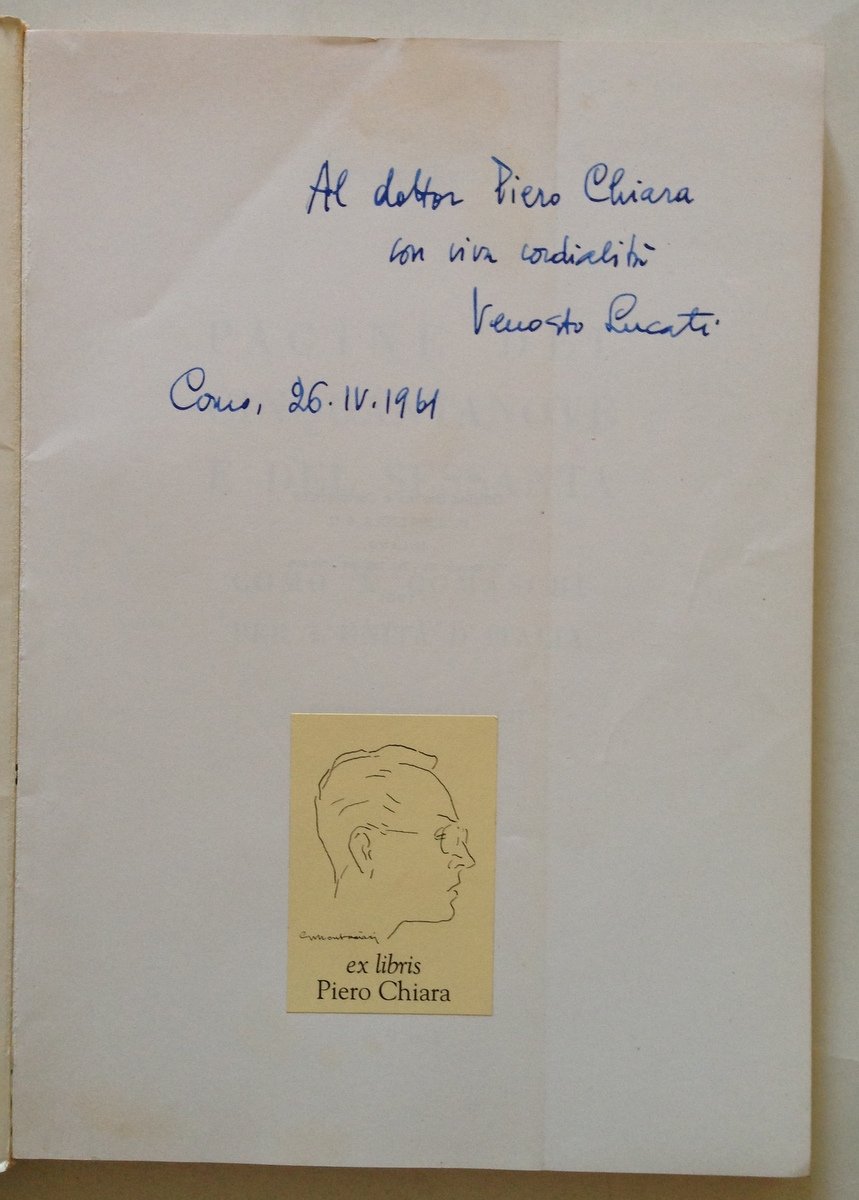 Al dottor Piero Chiara
con viva cordialità
Venosto Lucati
Como, 26.IV.1961
ex libris
Piero Chiara